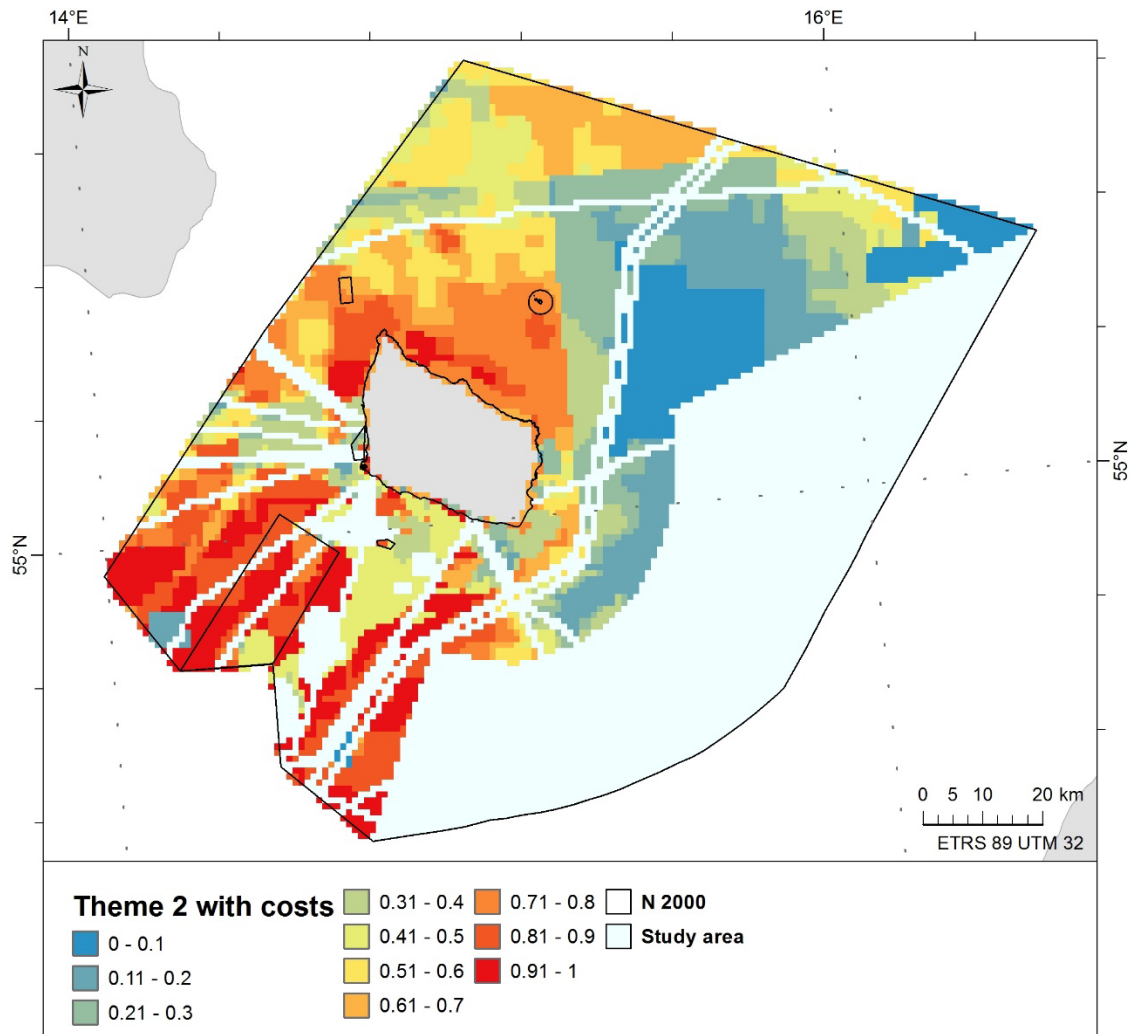 14°E
16°E
N
55°N
55°N
0 5 10 20 km
ETRS 89 UTM 32
Theme 2 with costs
0 - 0.1
0.11 - 0.2
0.21 - 0.3
0.31 - 0.4
0.41 - 0.5
0.51 - 0.6
0.61 - 0.7
0.71 - 0.8
0.81 - 0.9
0.91 - 1
N 2000
Study area